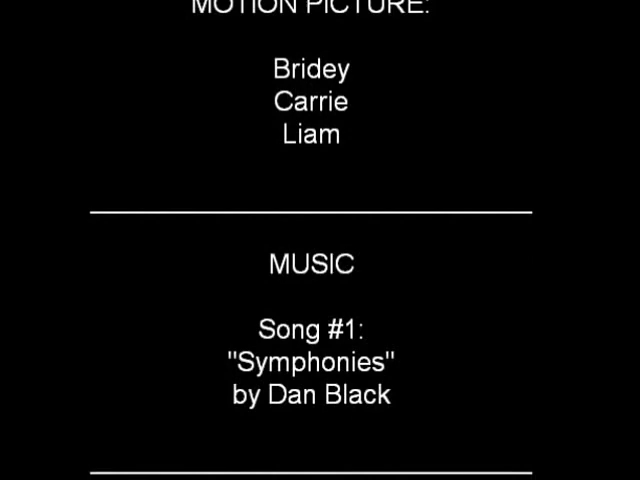 MOTION PICTURE:
Bridey
Carrie
Liam
MUSIC
Song #1:
"Symphonies"
by Dan Black